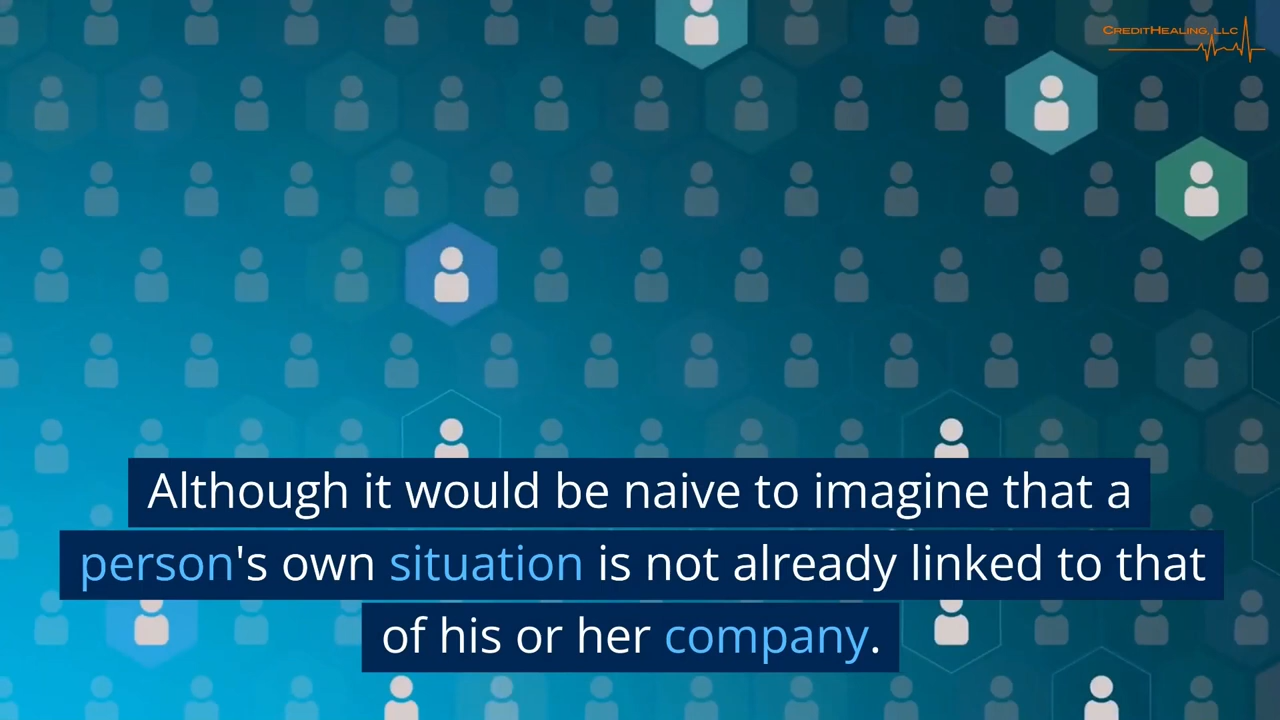 CREDITHEALING, LLC
Although it would be naive to imagine that a
person's own situation is not already linked to that
of his or her company.